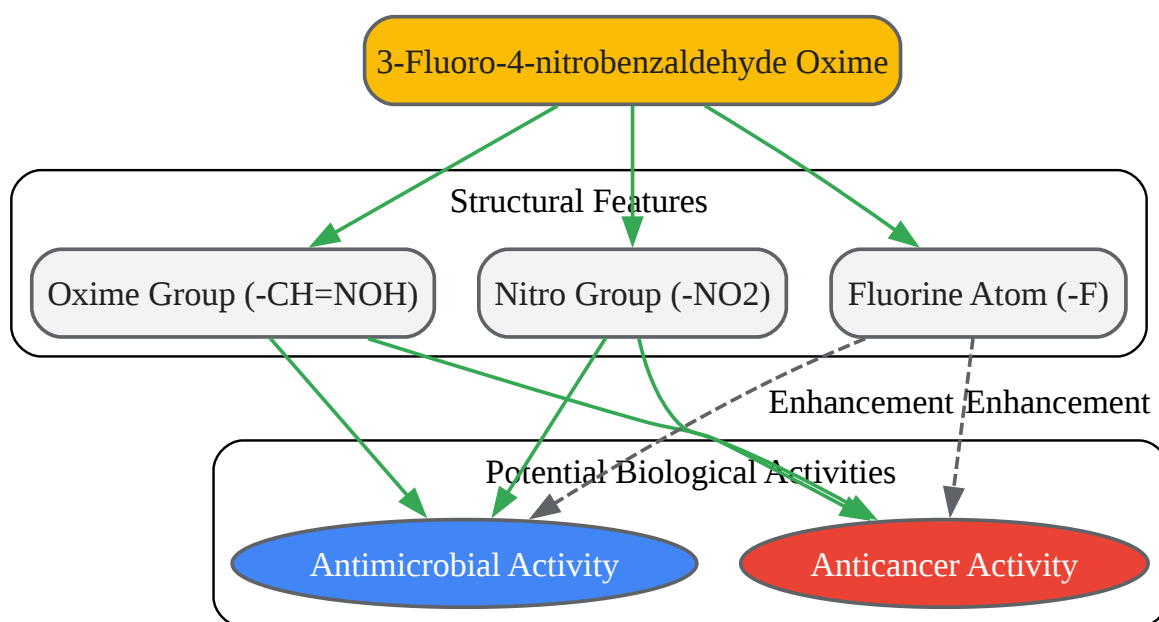 3-Fluoro-4-nitrobenzaldehyde Oxime
Structural Features
Oxime Group (-CH=NOH)
Nitro Group (-NO2)
Fluorine Atom (-F)
Enhancement
Enhancement
Potential Biological Activities
Antimicrobial Activity
Anticancer Activity